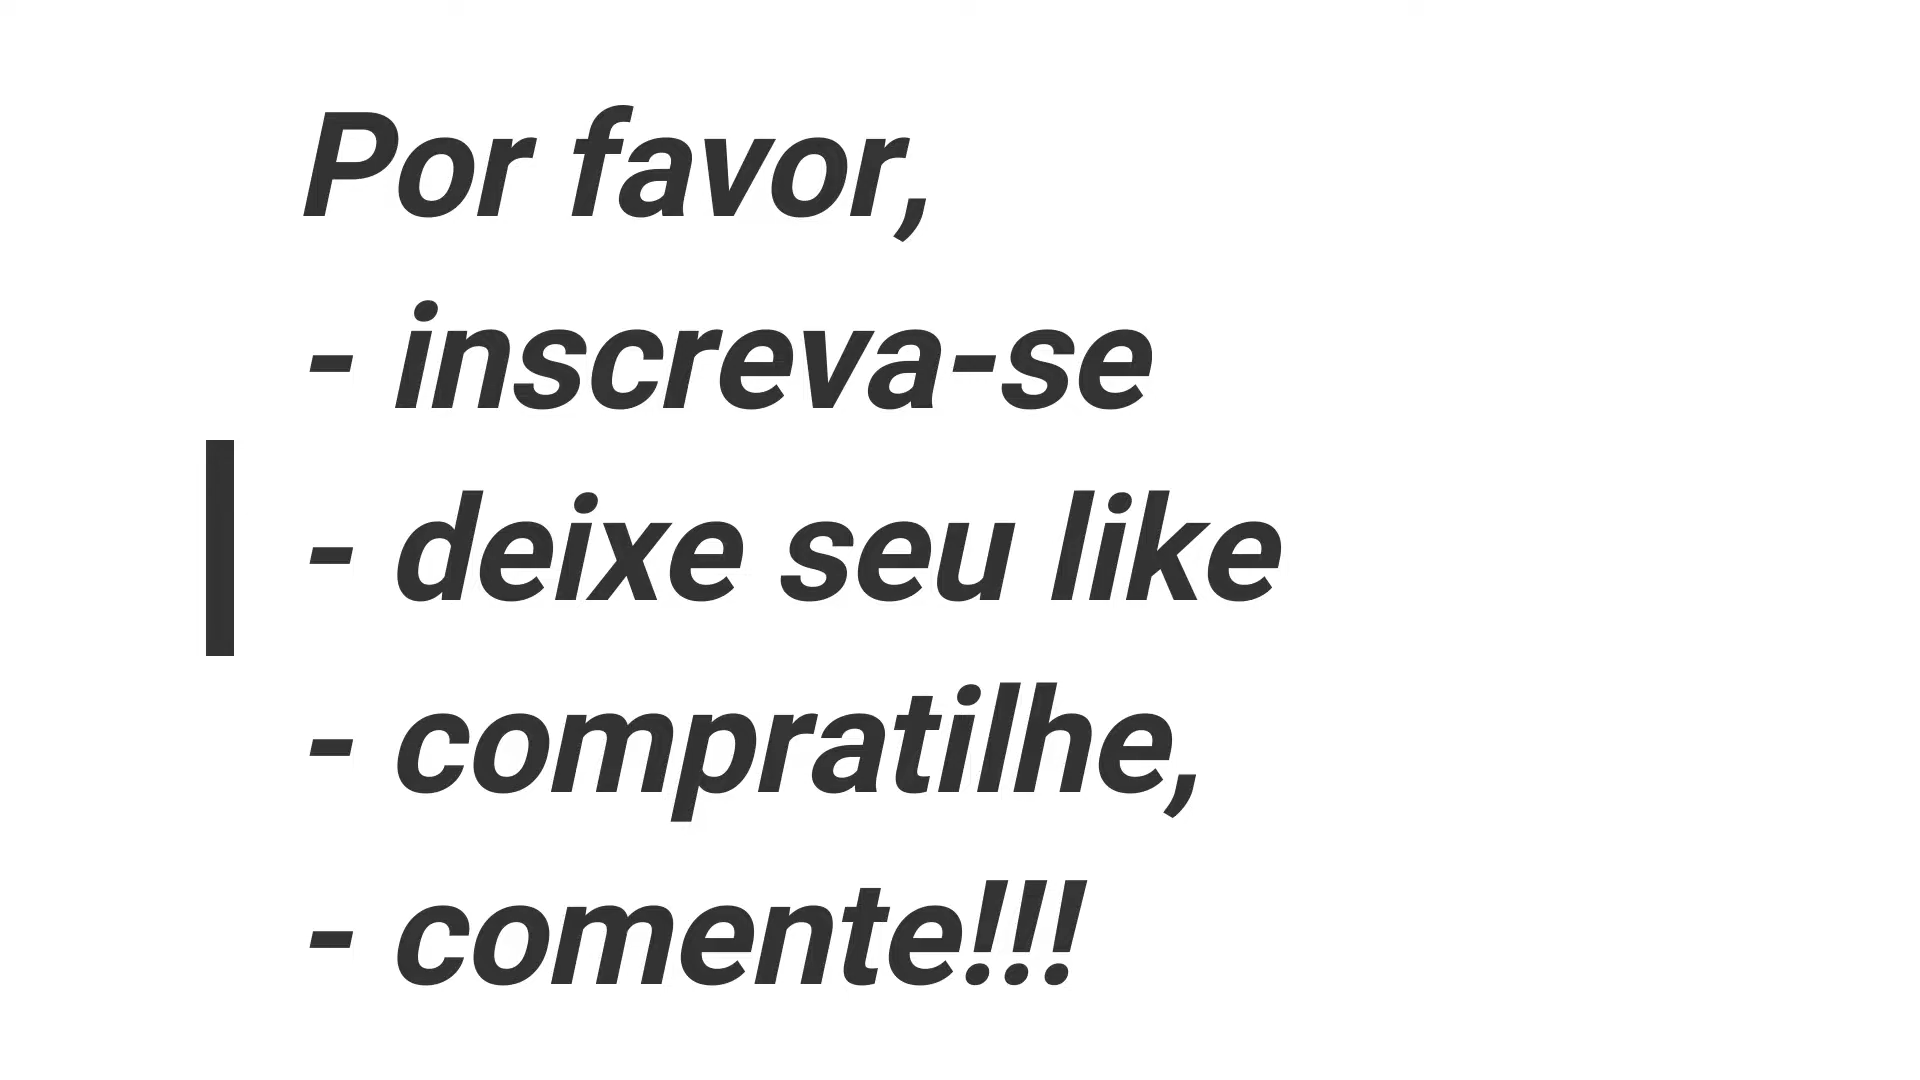 Por favor,
- inscreva-se
- deixe seu like
- compratilhe,
- comente!!!